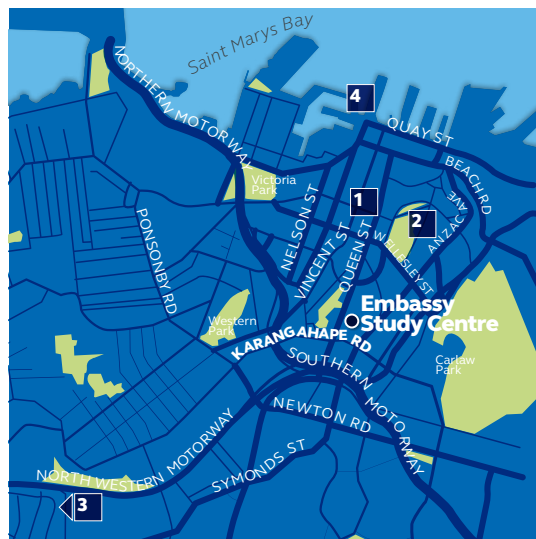 Saint Marys Bay
NORTHERN MOTORWAY
4
QUAY ST
BEACH RD
Victoria
Park
1
2
ANZAC AVE
NELSON ST
VINCENT ST
QUEEN ST
WELLESLEY ST
PONSONBY RD
Embassy
Study Centre
Western
Park
KARANGAHAPE RD
Carlaw
Park
SOUTHERN MOTORWAY
NEWTON RD
SYMONDS ST
NORTH WESTERN MOTORWAY
3